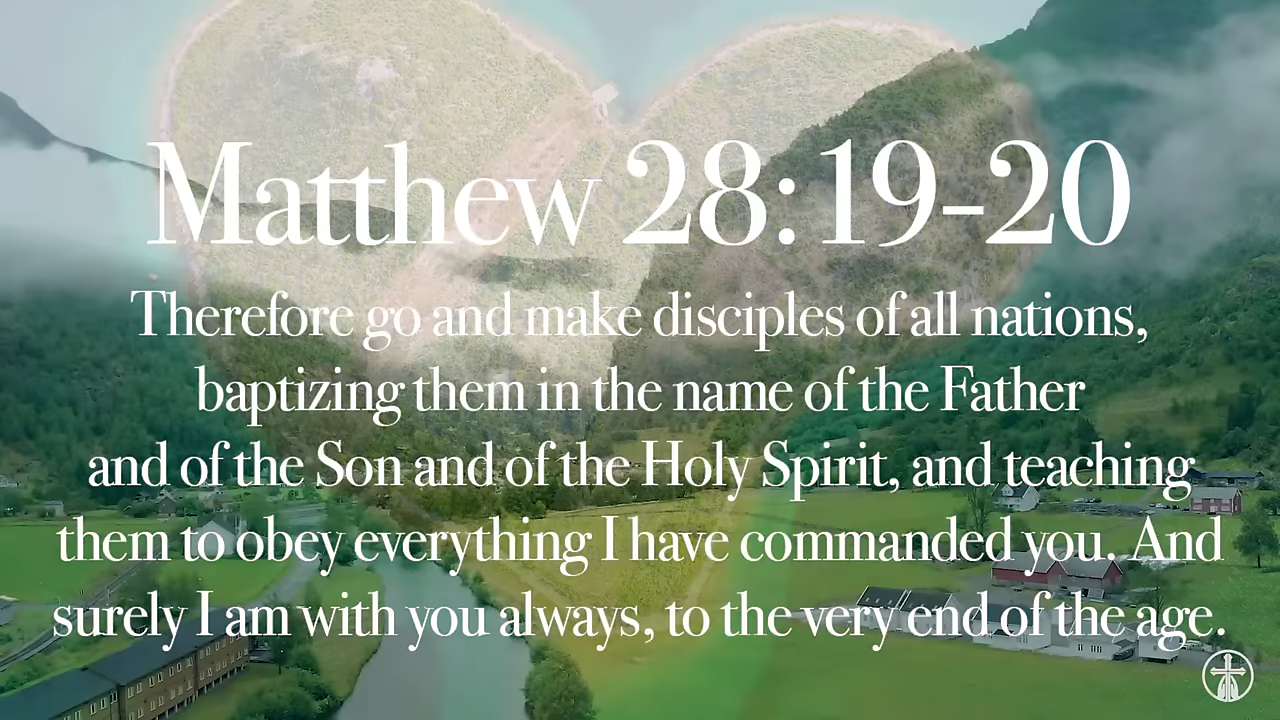 Matthew 28:19-20
Therefore go and make disciples of all nations,
baptizing them in the name of the Father
and of the Son and of the Holy Spirit, and teaching
them to obey everything I have commanded you. And
surely I am with you always, to the very end of the age.